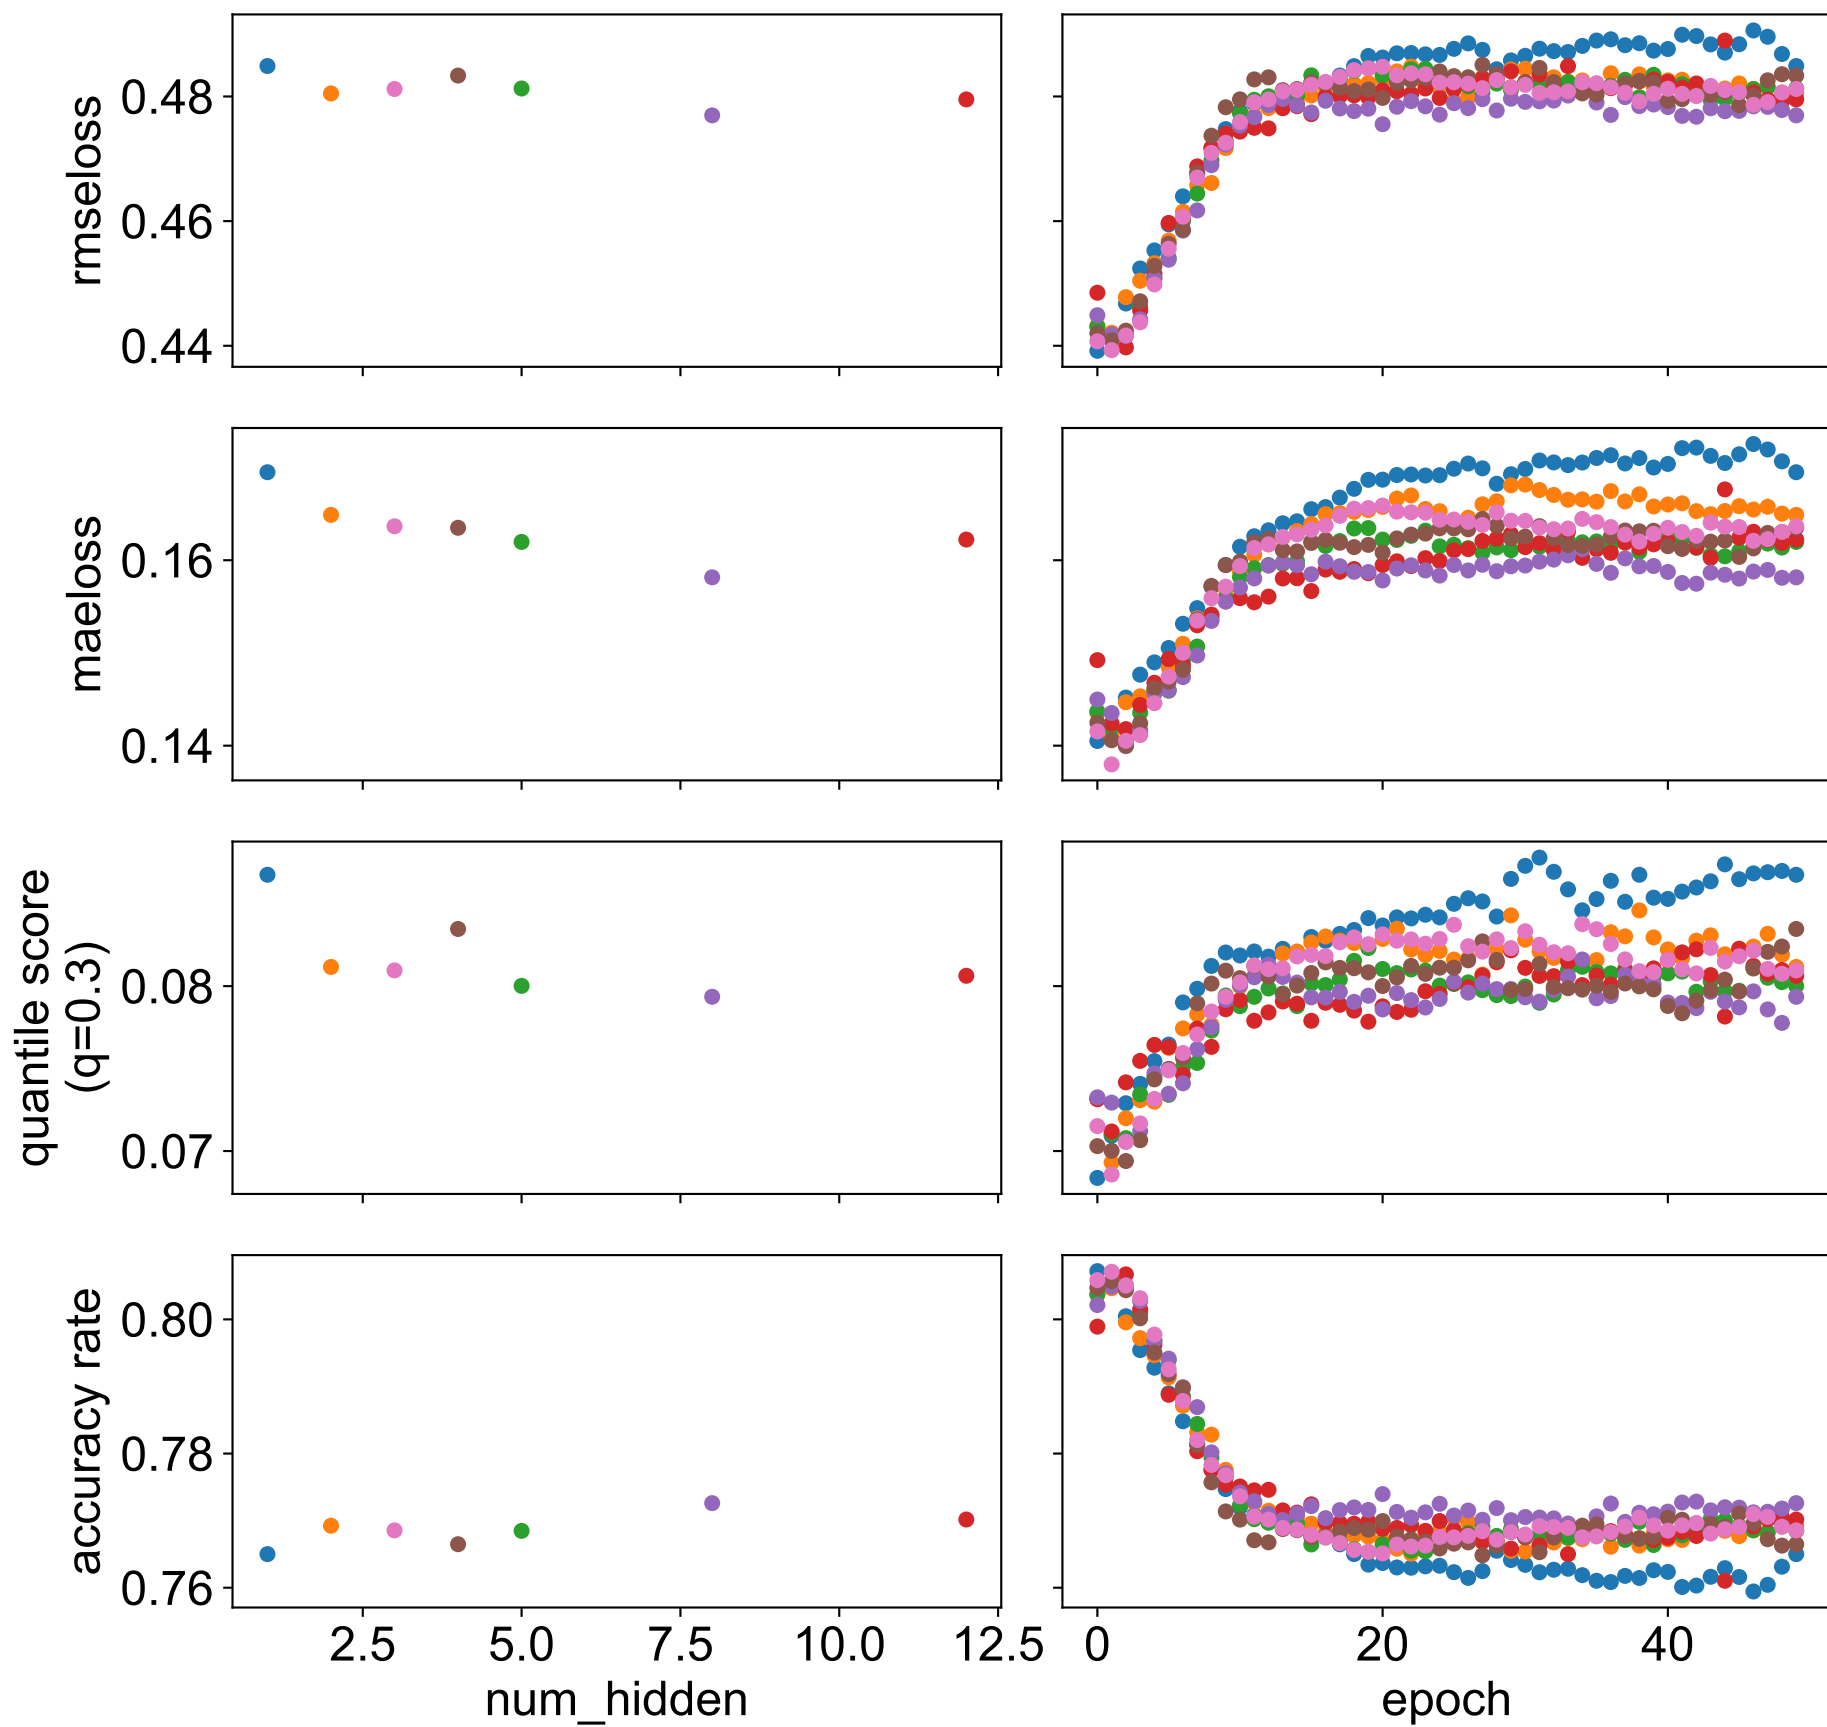 rmseloss
0.48
0.46
0.44
maeloss
0.16
0.14
quantile score
(q=0.3)
0.08
0.07
accuracy rate
0.80
0.78
0.76
2.5 5.0 7.5 10.0 12.5
num_hidden
0 20 40
epoch